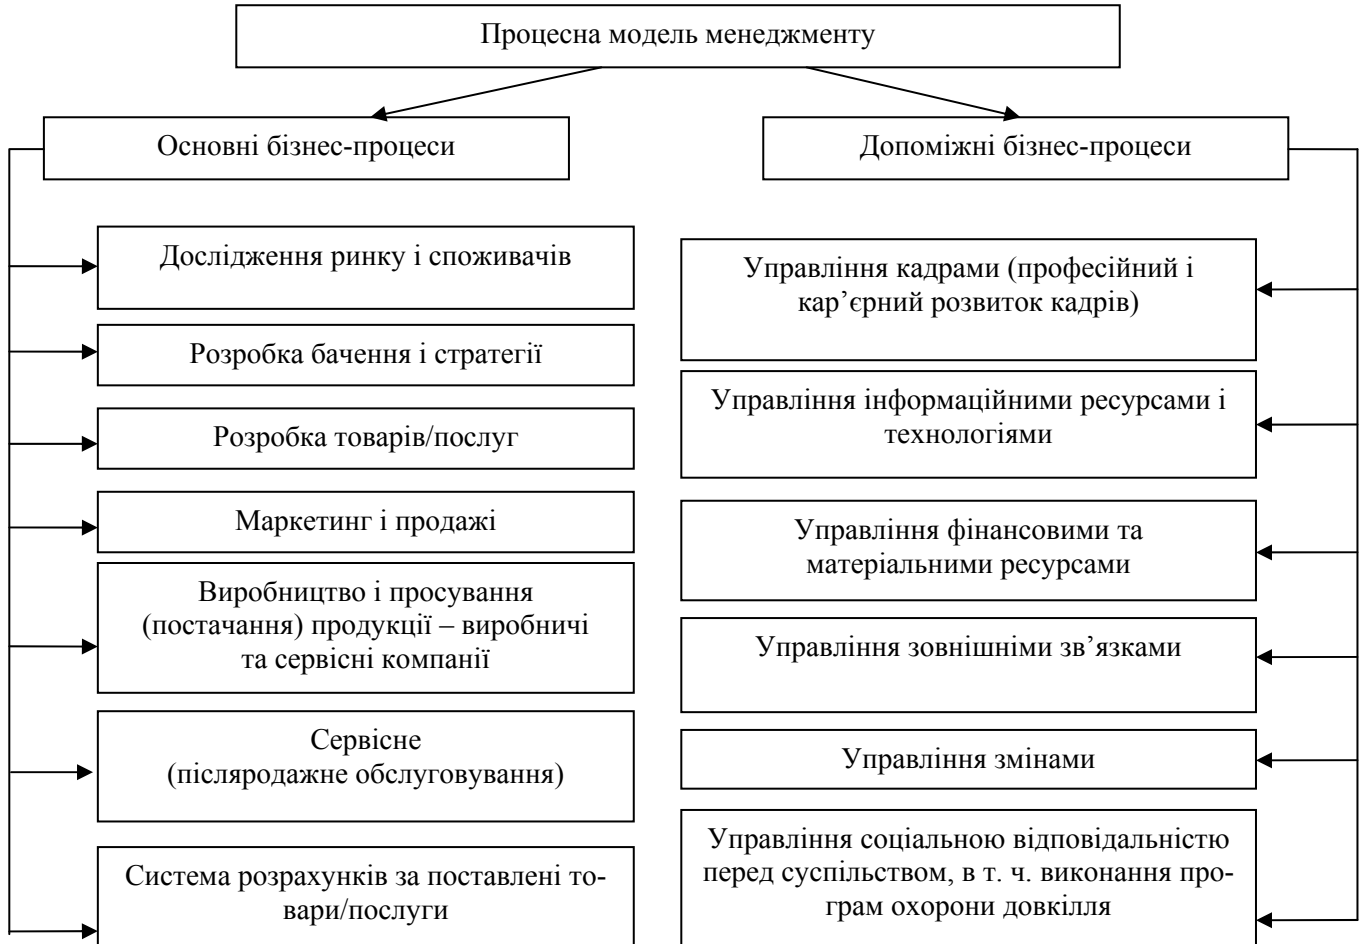 Процесна модель менеджменту
Основні бізнес-процеси
Допоміжні бізнес-процеси
Дослідження ринку і споживачів
Розробка бачення і стратегії
Розробка товарів/послуг
Маркетинг і продажі
Виробництво і просування
(постачання) продукції – виробничі
та сервісні компанії
Сервісне
(післяродажне обслуговування)
Система розрахунків за поставлені то-
вари/послуги
Управління кадрами (професійний і
кар’єрний розвиток кадрів)
Управління інформаційними ресурсами і
технологіями
Управління фінансовими та
матеріальними ресурсами
Управління зовнішніми зв’язками
Управління змінами
Управління соціальною відповідальністю
перед суспільством, в т. ч. виконання про-
грам охорони довкілля